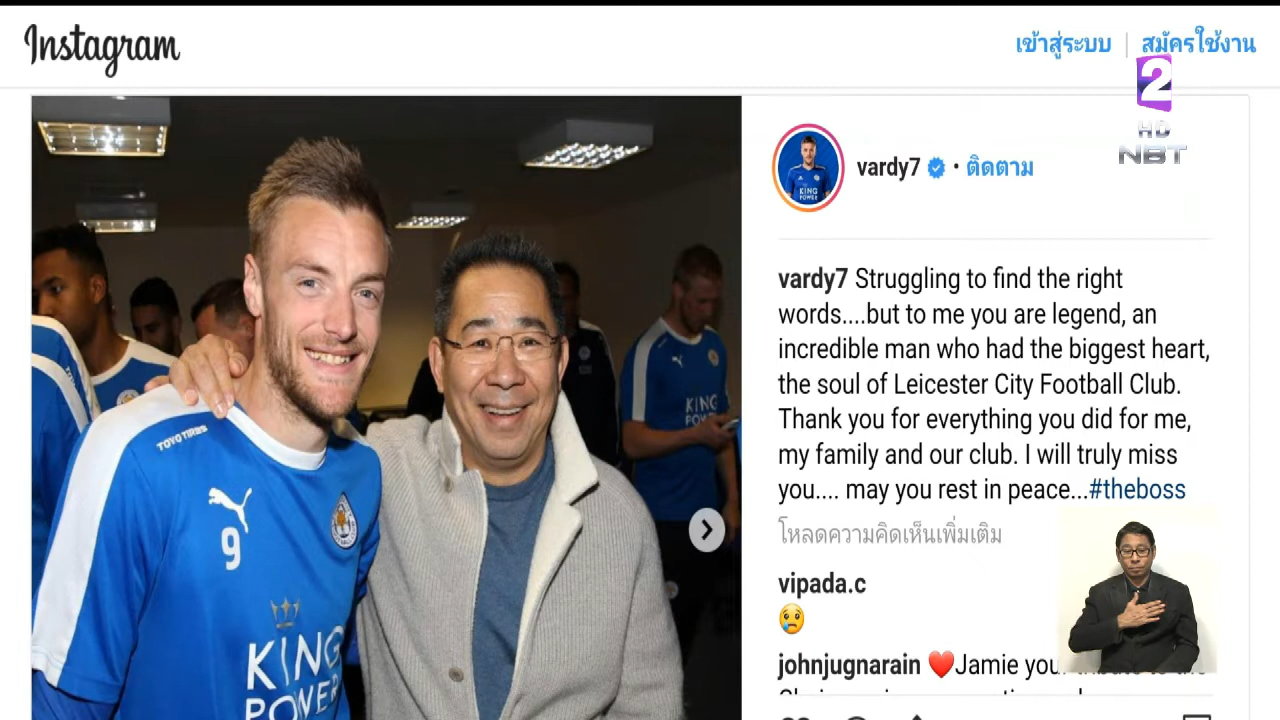 Instagram
เข้าสู่ระบบ | สมัครใช้งาน
2
HD
NBT
vardy7 • ติดตาม
KING
POWER
vardy7 Struggling to find the right
words....but to me you are legend, an
incredible man who had the biggest heart,
the soul of Leicester City Football Club.
Thank you for everything you did for me,
my family and our club. I will truly miss
you.... may you rest in peace...#theboss
โหลดความคิดเห็นเพิ่มเติม
vipada.c
😢
johnjugnarain ❤️Jamie your
TOYO TIRES
9
KING
POWER
KING